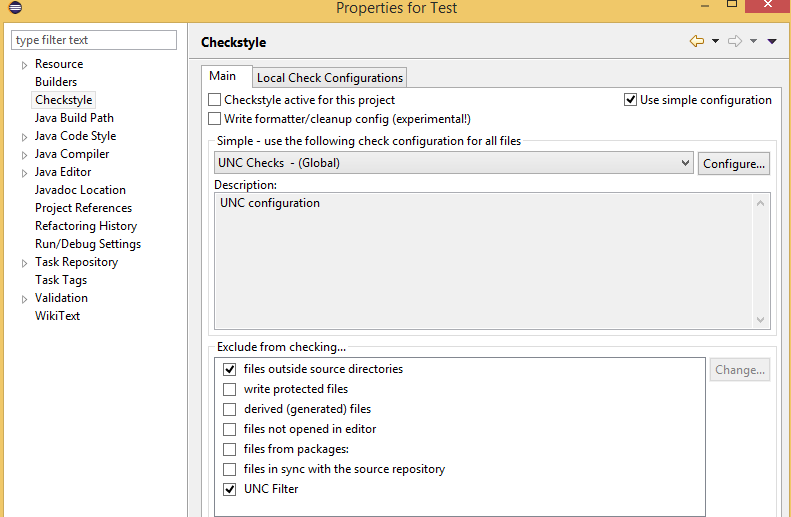 Properties for Test
type filter text
Checkstyle
Resource
Builders
Checkstyle
Java Build Path
Java Code Style
Java Compiler
Java Editor
Javadoc Location
Project References
Refactoring History
Run/Debug Settings
Task Repository
Task Tags
Validation
WikiText
Main
Local Check Configurations
Checkstyle active for this project
Use simple configuration
Write formatter/cleanup config (experimental!)
Simple - use the following check configuration for all files
UNC Checks - (Global)
Configure...
Description:
UNC configuration
Exclude from checking...
files outside source directories
Change...
write protected files
derived (generated) files
files not opened in editor
files from packages:
files in sync with the source repository
UNC Filter